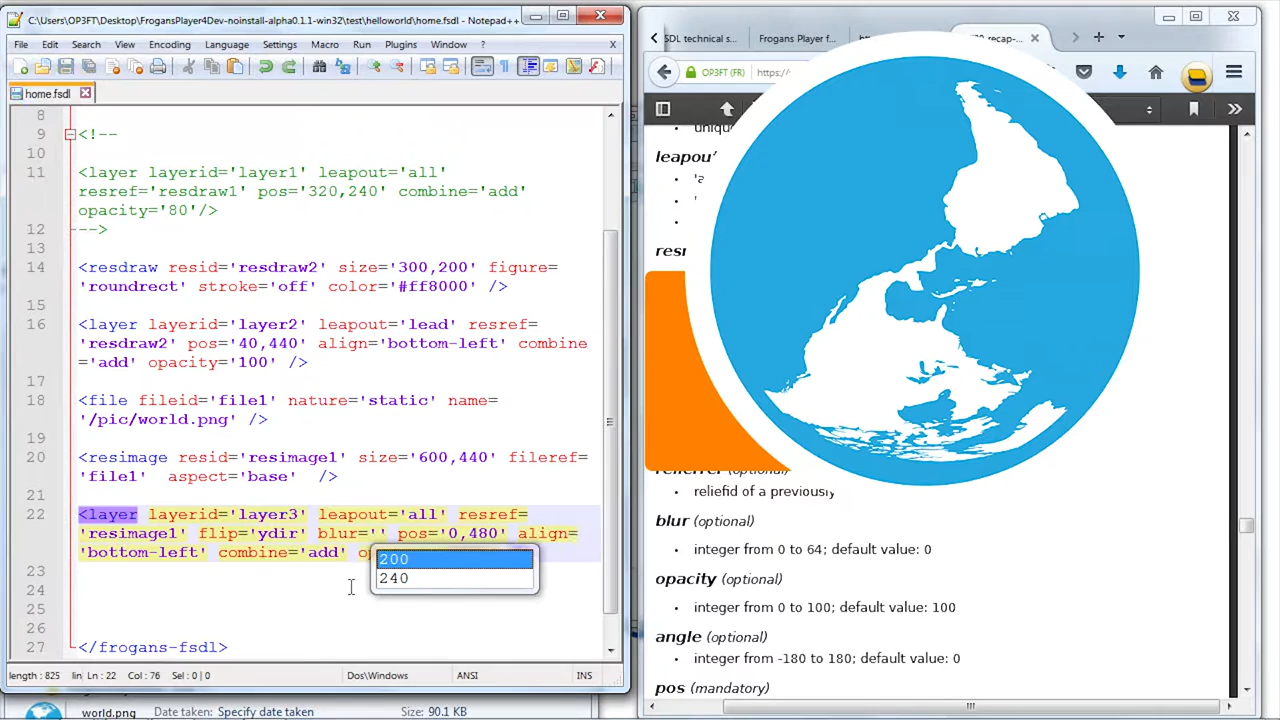 C:\Users\OP3FT\Desktop\FrogansPlayer4Dev-noinstall-alpha0.1.1-win32\test\helloworld\home.fsdl - Notepad++
File Edit Search View Encoding Language Settings Macro Run Plugins Window ? X
home.fsdl
8
9 <!--
10
11 <layer layerid='layer1' leapout='all'
resref='resdraw1' pos='320,240' combine='add'
opacity='80'/>
12 --->
13
14 <resdraw resid='resdraw2' size='300,200' figure=
'roundrect' stroke='off' color='#ff8000' />
15
16 <layer layerid='layer2' leapout='lead' resref=
'resdraw2' pos='40,440' align='bottom-left' combine
='add' opacity='100' />
17
18 <file fileid='file1' nature='static' name=
'/pic/world.png' />
19
20 <resimage resid='resimage1' size='600,440' fileref=
'file1' aspect='base' />
21
22 <layer layerid='layer3' leapout='all' resref=
'resimage1' flip='ydir' blur='' pos='0,480' align=
'bottom-left' combine='add'
200
240
23
24
25
26
27 </frogans-fsdl>
length : 825 lin Ln : 22 Col : 76 Sel : 0 | 0 Dos\Windows ANSI INS
world.png Date taken: Specify date taken Size: 90.1 KB
SDL technical s... Frogans Player f...
OP3FT (FR) https:/
leapou
resr
(optional)
reliefid of a previously
blur (optional)
integer from 0 to 64; default value: 0
opacity (optional)
integer from 0 to 100; default value: 100
angle (optional)
integer from -180 to 180; default value: 0
pos (mandatory)